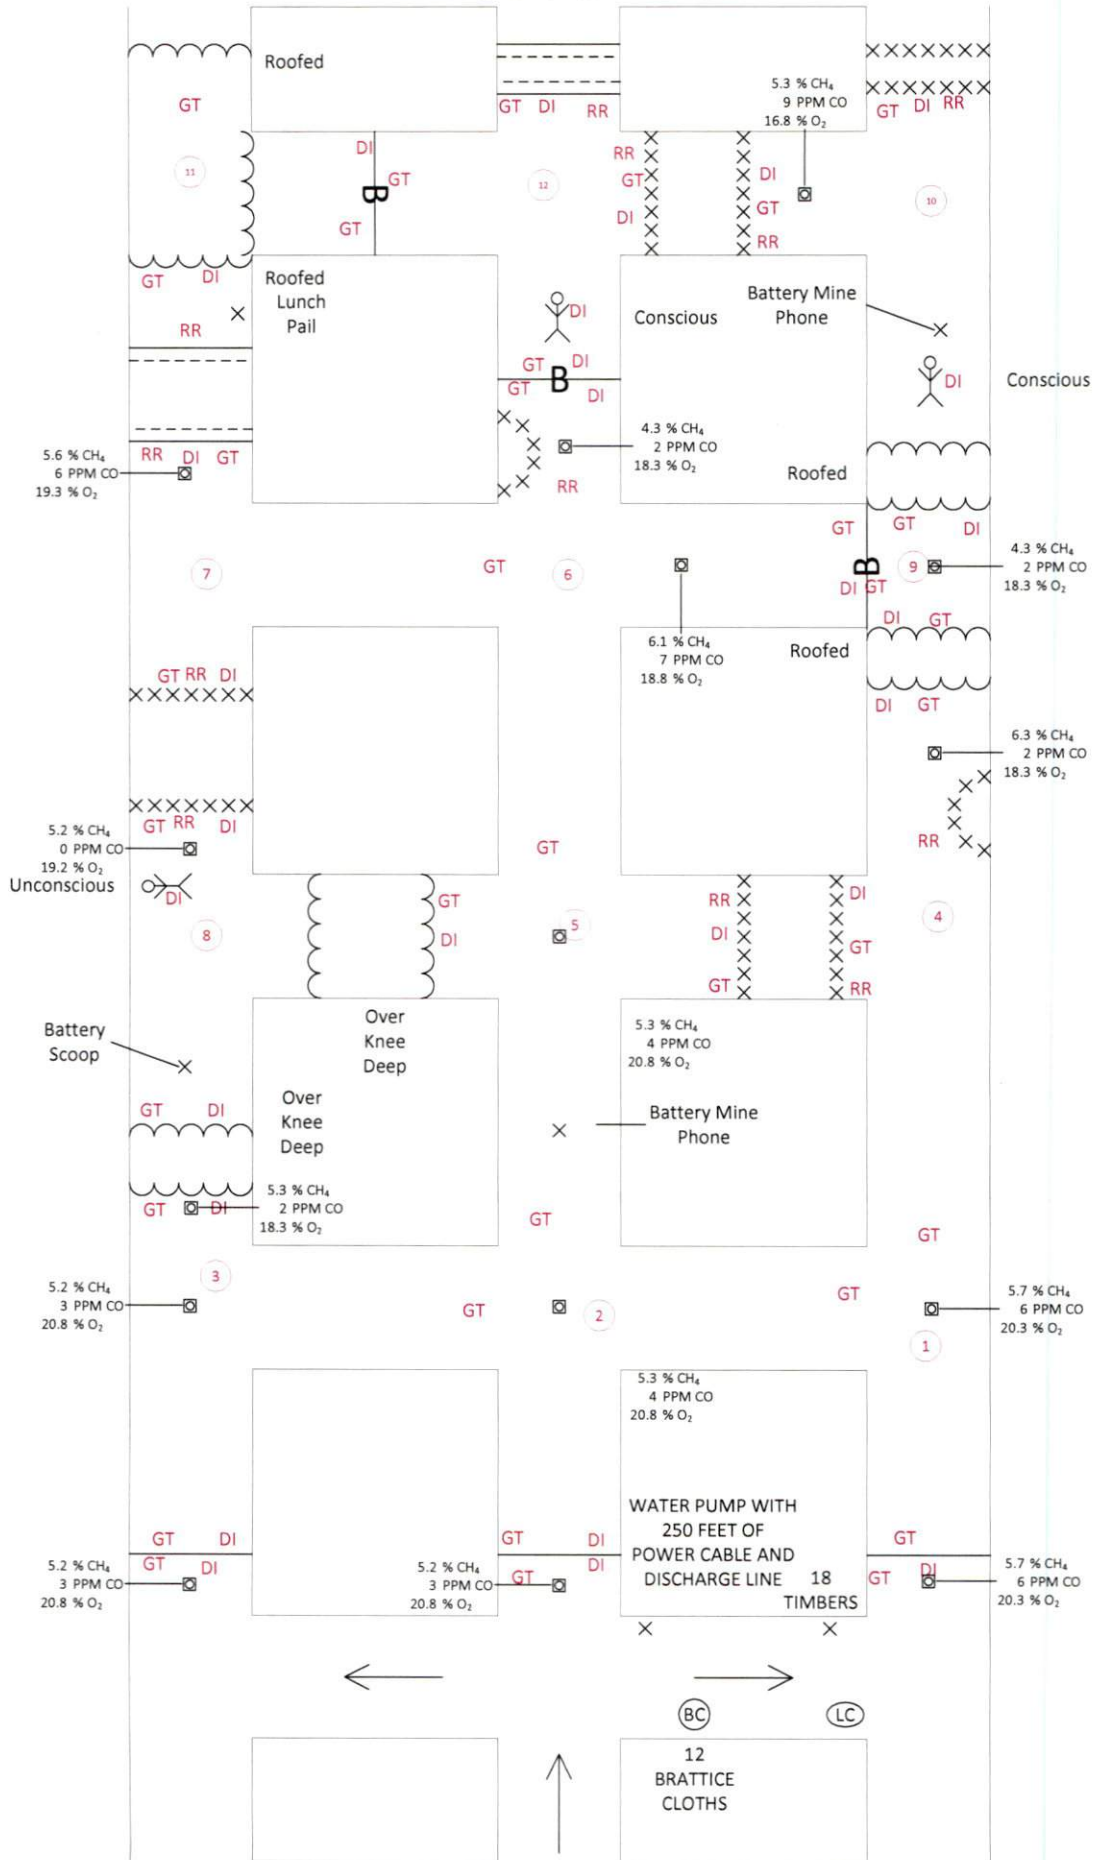 Roofed
5.3 % CH₄
9 PPM CO
16.8 % O₂
GT
GT DI RR
GT DI RR
11
DI
GT
B
GT
12
RR
GT
DI
DI
GT
RR
10
GT DI
Roofed
Lunch
Pail
RR
DI
Conscious
Battery Mine
Phone
DI
Conscious
GT DI
B
GT DI
RR DI GT
5.6 % CH₄
6 PPM CO
19.3 % O₂
4.3 % CH₄
2 PPM CO
18.3 % O₂
RR
Roofed
GT GT DI
7
GT
6
B
9
DI GT
4.3 % CH₄
2 PPM CO
18.3 % O₂
DI GT
6.1 % CH₄
7 PPM CO
18.8 % O₂
Roofed
GT RR DI
DI GT
6.3 % CH₄
2 PPM CO
18.3 % O₂
GT RR DI
5.2 % CH₄
0 PPM CO
19.2 % O₂
GT
RR
Unconscious
DI
GT
DI
8
5
RR
DI
GT
DI
GT
RR
4
Battery
Scoop
Over
Knee
Deep
5.3 % CH₄
4 PPM CO
20.8 % O₂
GT DI
Over
Knee
Deep
Battery Mine
Phone
GT DI
5.3 % CH₄
2 PPM CO
18.3 % O₂
GT
GT
3
5.2 % CH₄
3 PPM CO
20.8 % O₂
GT
2
GT
5.7 % CH₄
6 PPM CO
20.3 % O₂
1
5.3 % CH₄
4 PPM CO
20.8 % O₂
WATER PUMP WITH
250 FEET OF
POWER CABLE AND
DISCHARGE LINE 18
TIMBERS
GT DI
GT DI
GT DI
DI
GT
GT
GT DI
5.2 % CH₄
3 PPM CO
20.8 % O₂
5.2 % CH₄
3 PPM CO
20.8 % O₂
5.7 % CH₄
6 PPM CO
20.3 % O₂
BC
LC
12
BRATTICE
CLOTHS